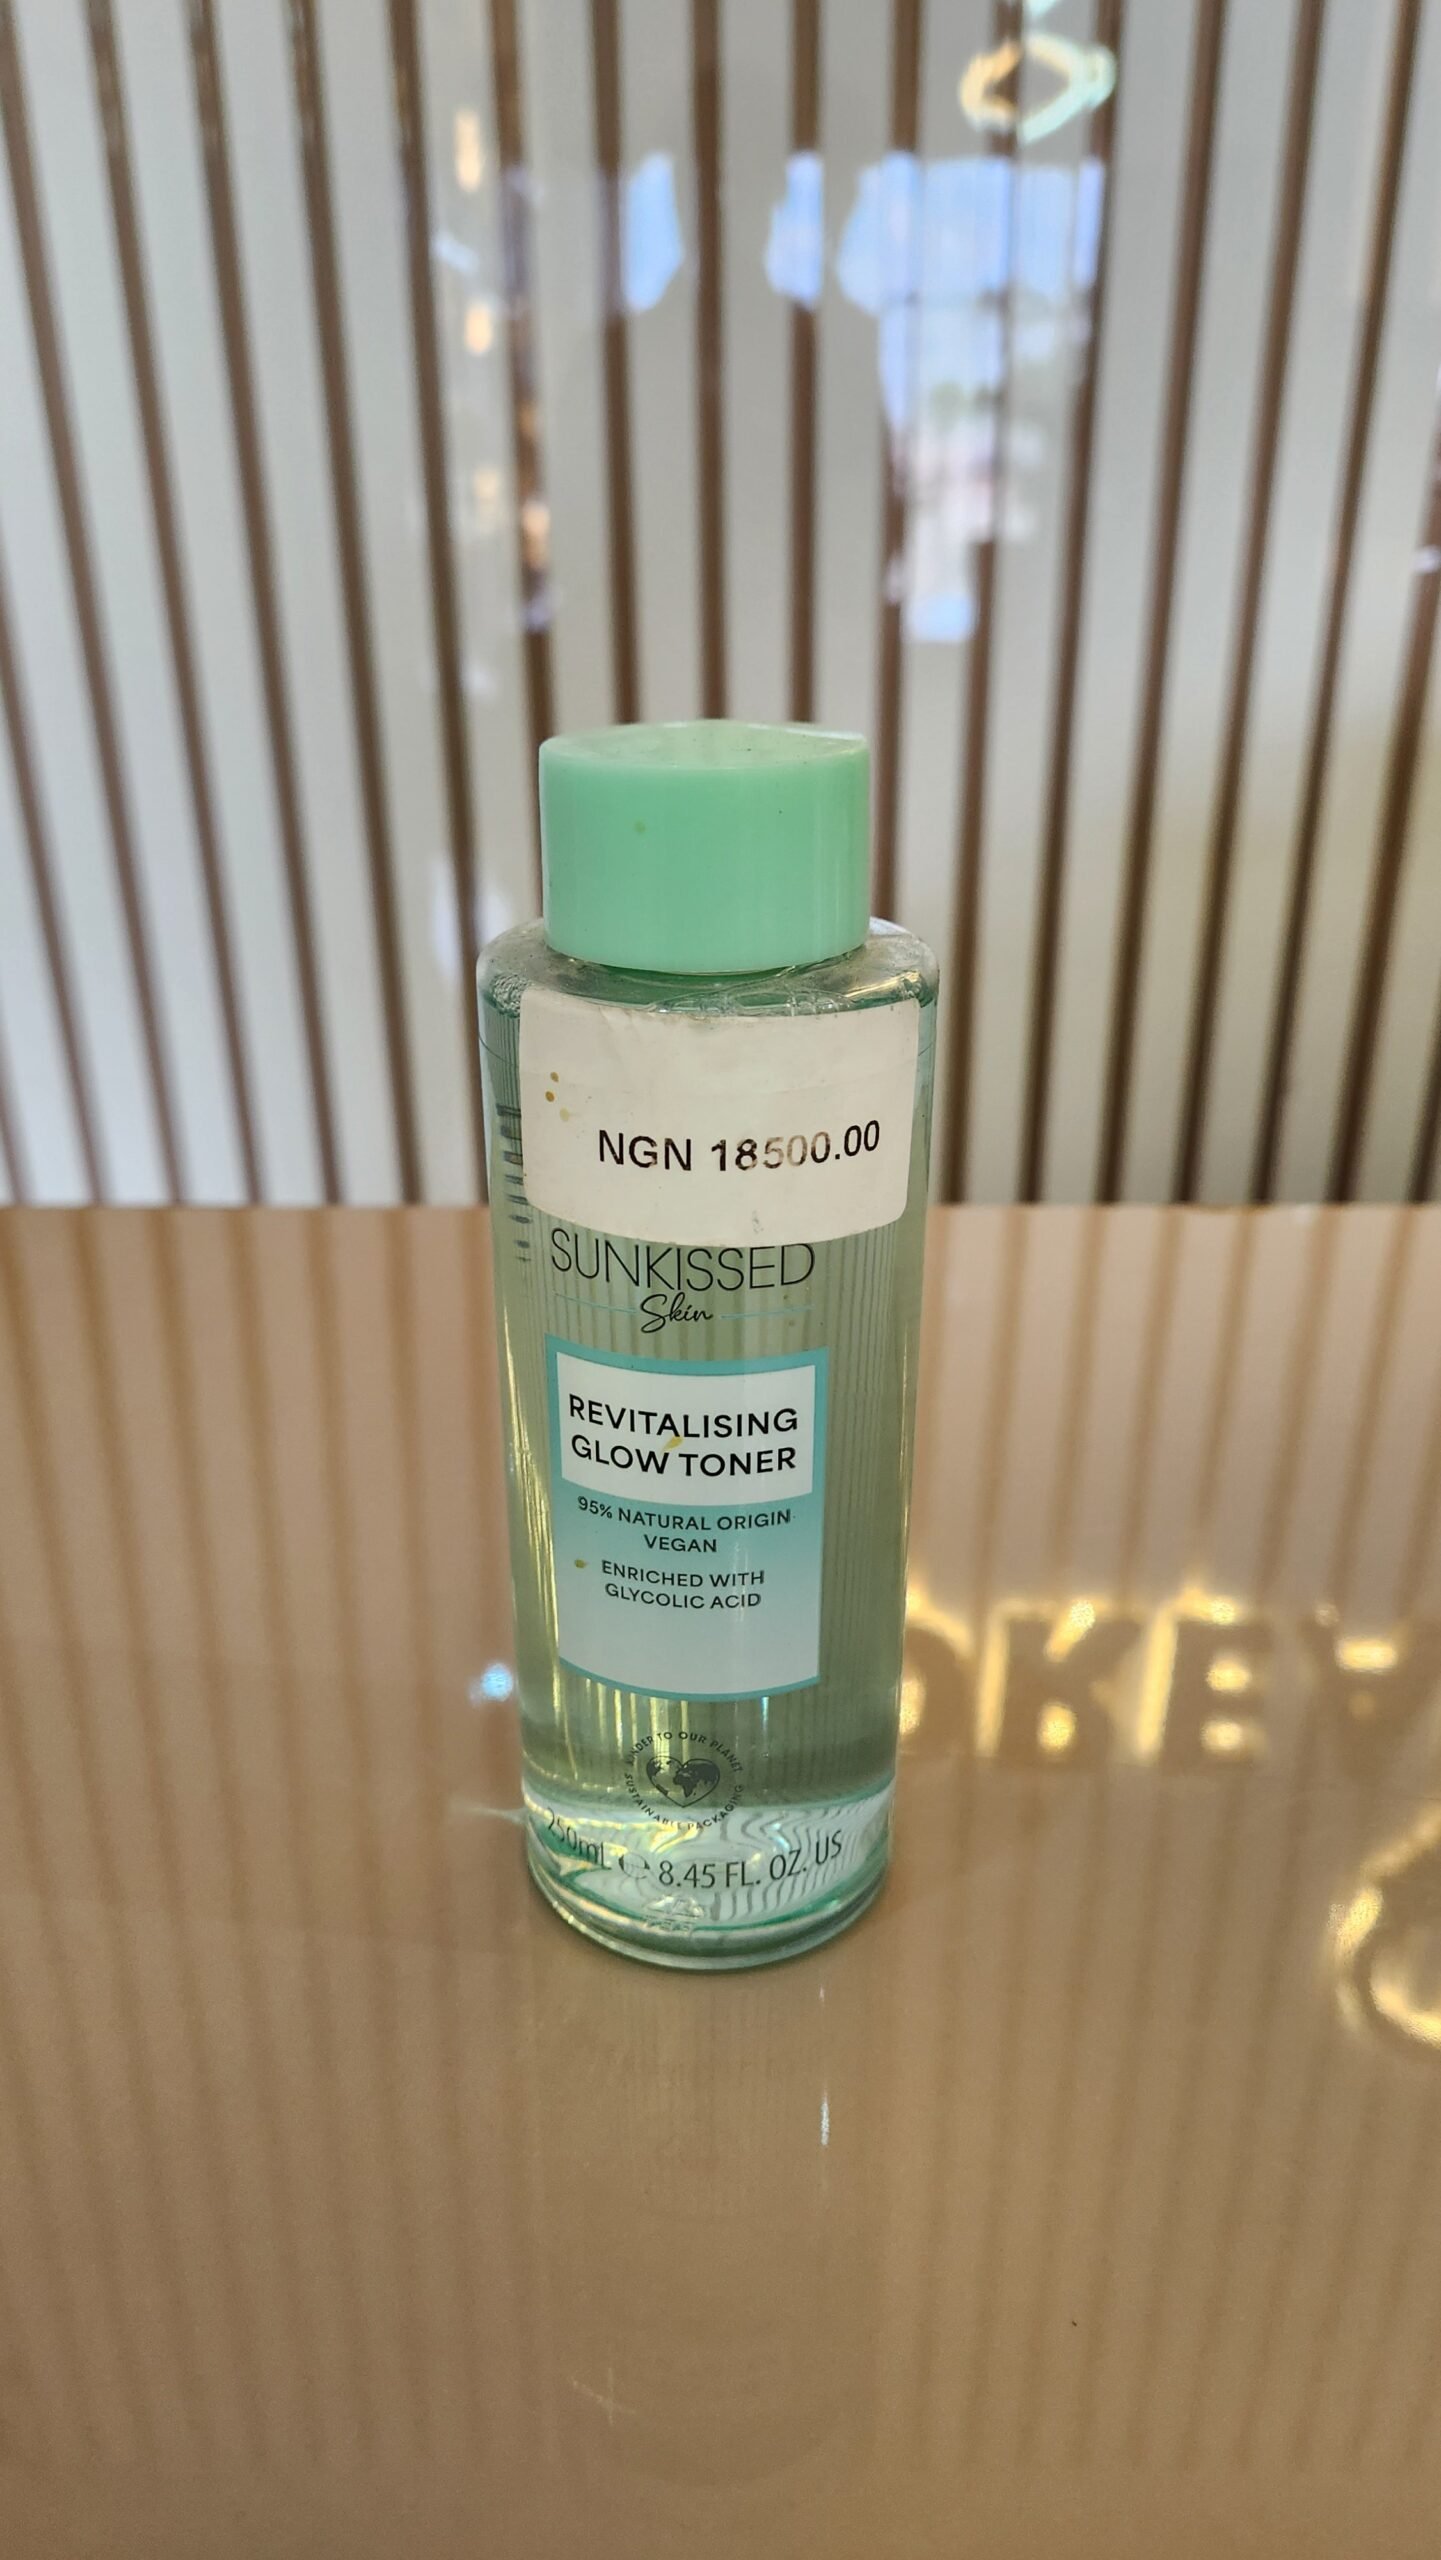 NGN 18500.00
SUNKISSED
Skin
REVITALISING
GLOW TONER
95% NATURAL ORIGIN
VEGAN
ENRICHED WITH
GLYCOLIC ACID
KINDER TO OUR PLANET
SUSTAINABLE PACKAGING
250mL ℮ 8.45 FL. OZ. US
OKEY